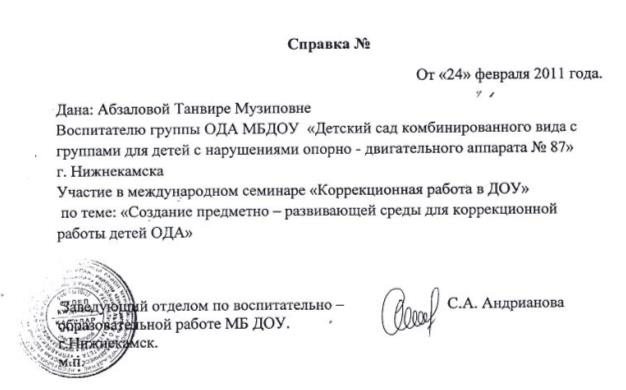 Справка №
От «24» февраля 2011 года.
Дана: Абзаловой Танвире Музиповне
Воспитателю группы ОДА МБДОУ «Детский сад комбинированного вида с
группами для детей с нарушениями опорно - двигательного аппарата № 87»
г. Нижнекамска
Участие в международном семинаре «Коррекционная работа в ДОУ»
по теме: «Создание предметно – развивающей среды для коррекционной
работы детей ОДА»
Заведующий отделом по воспитательно –
образовательной работе МБ ДОУ.
С.А. Андрианова
г.Нижнекамск.
м.п.